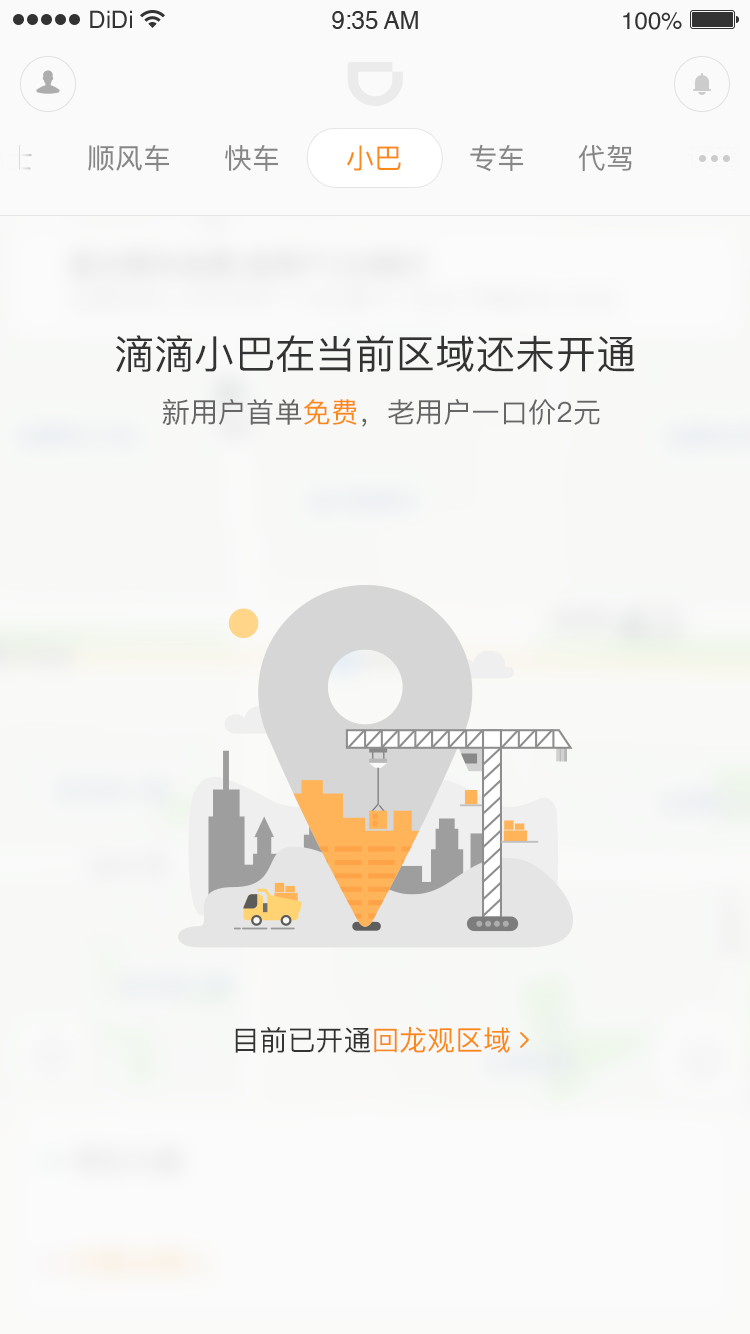 DiDi 9:35 AM 100%
顺风车 快车 小巴 专车 代驾
滴滴小巴在当前区域还未开通
新用户首单免费，老用户一口价2元
目前已开通回龙观区域 >